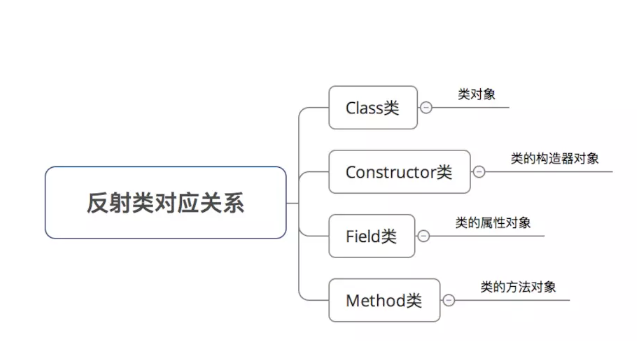 反射类对应关系
Class类
类对象
Constructor类
类的构造器对象
Field类
类的属性对象
Method类
类的方法对象